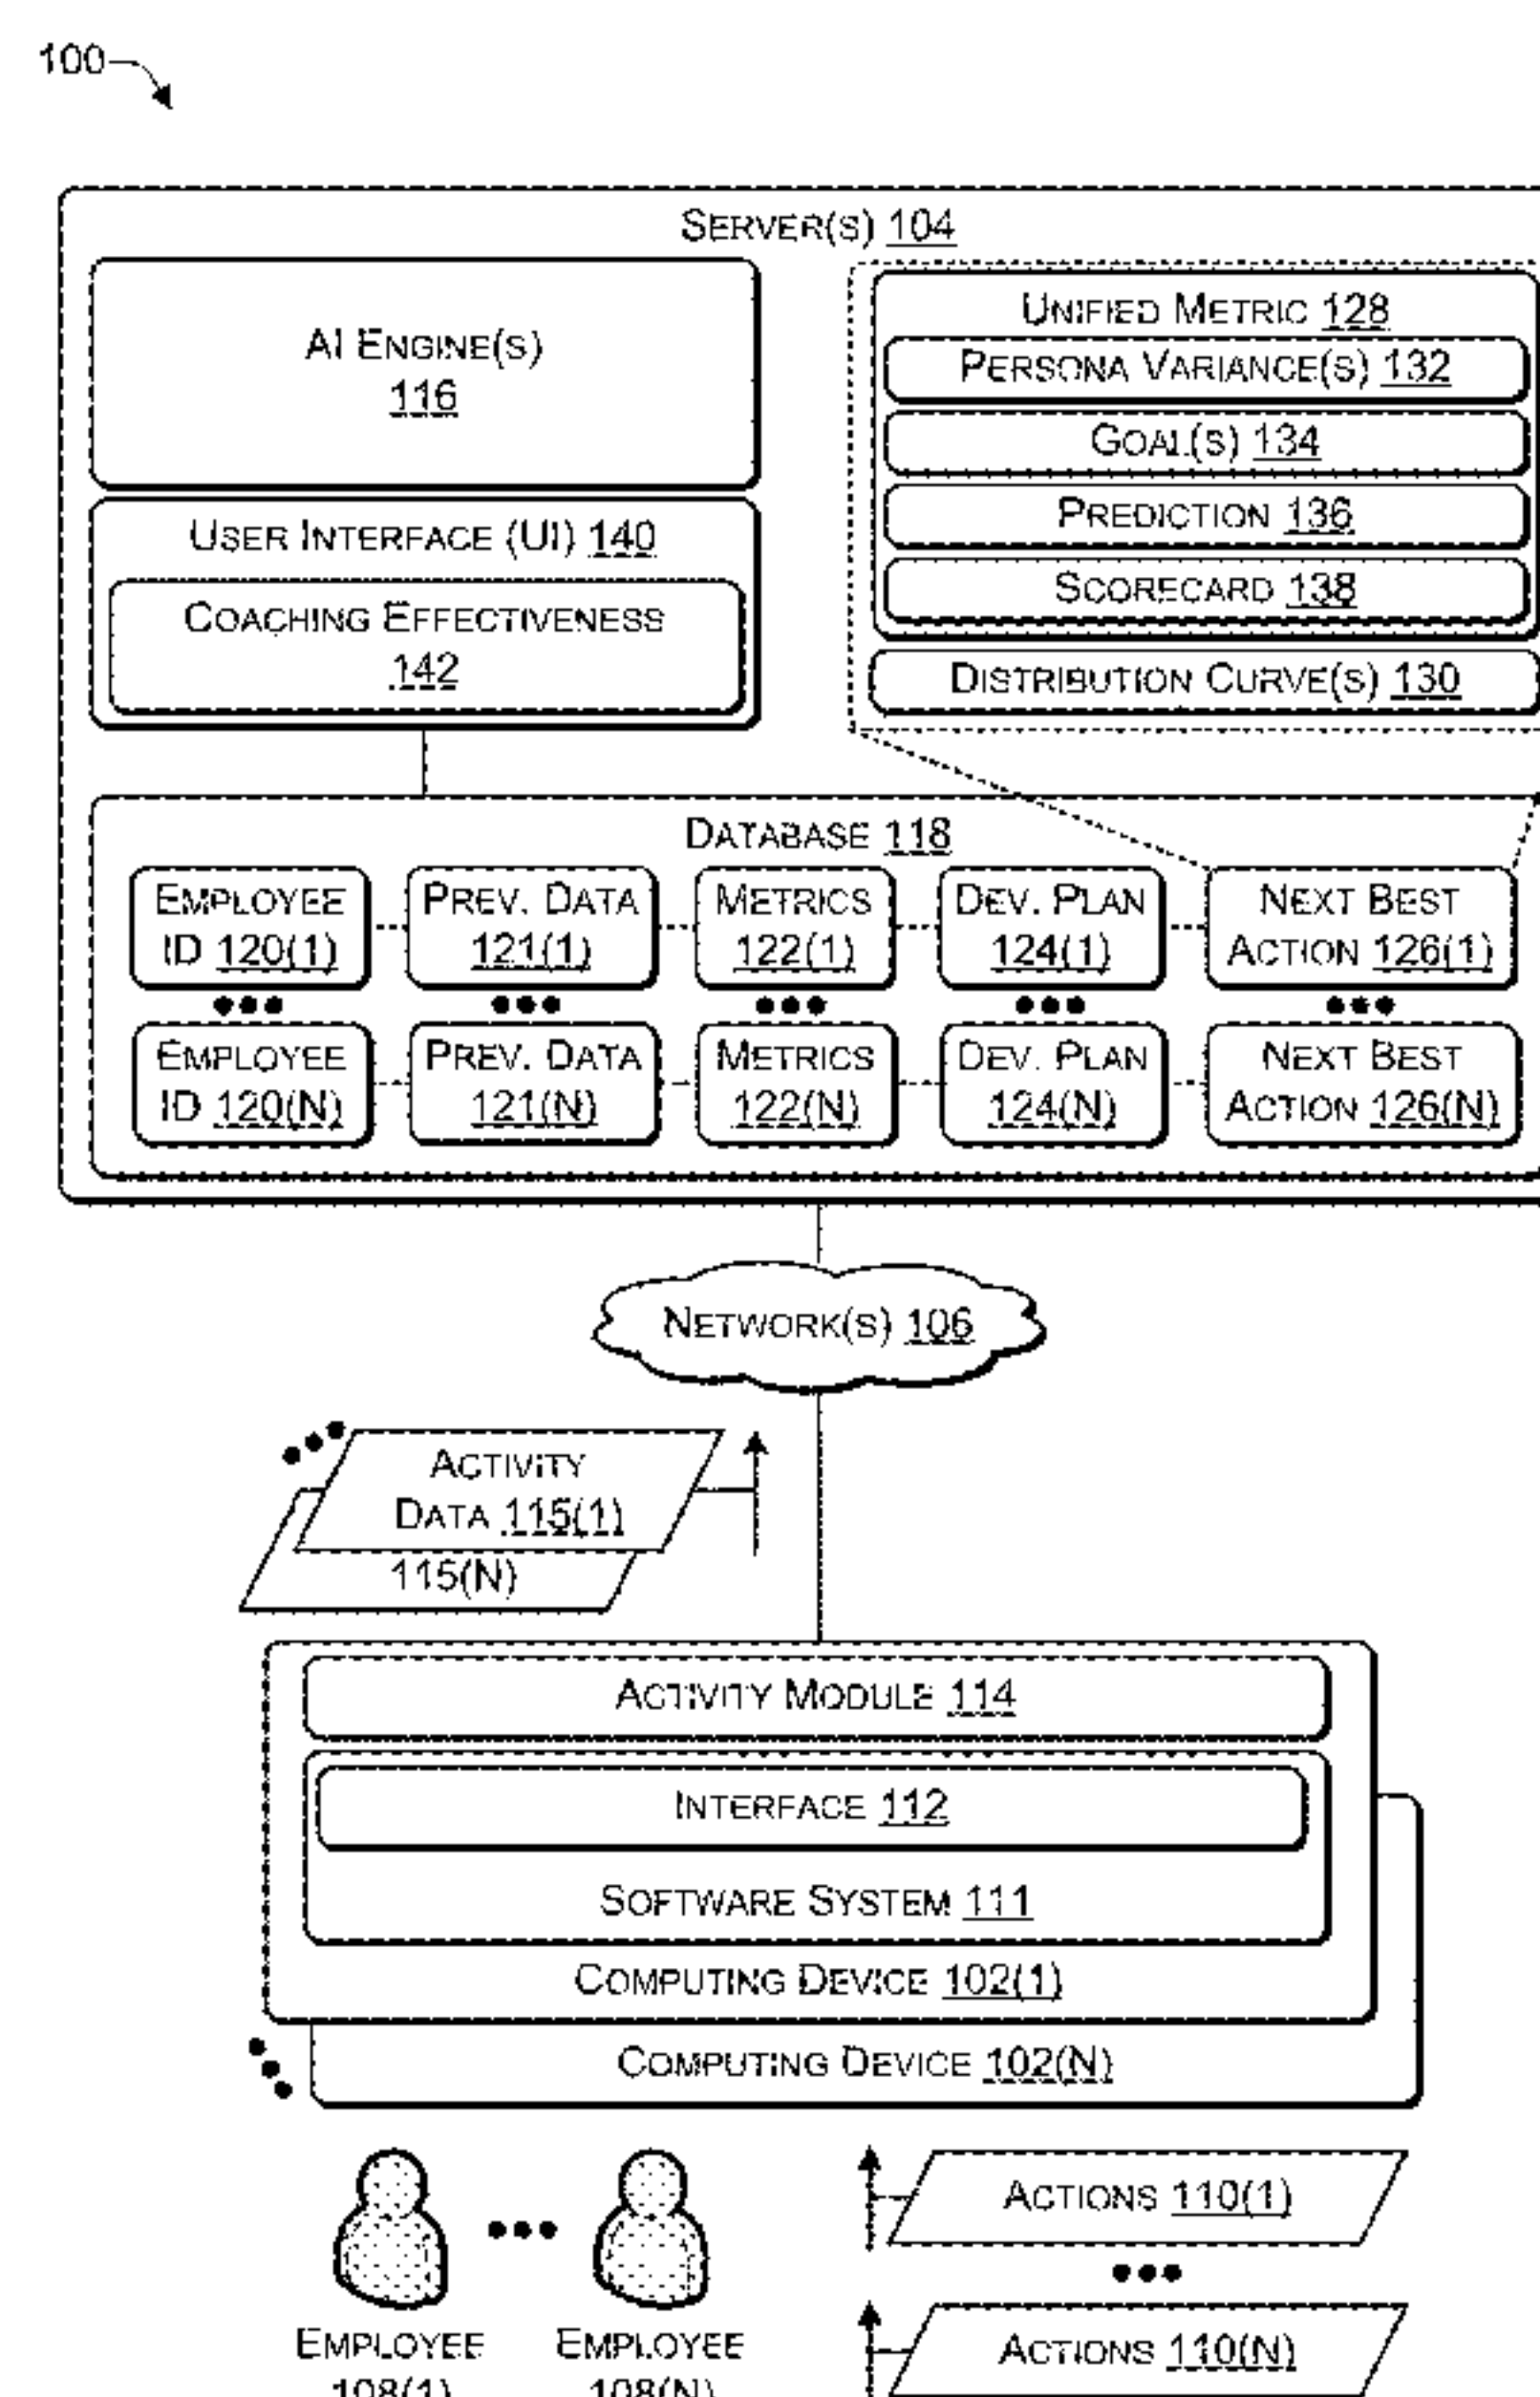 100
SERVER(S) 104
AI ENGINE(S)
116
USER INTERFACE (UI) 140
COACHING EFFECTIVENESS
142
UNIFIED METRIC 128
PERSONA VARIANCE(S) 132
GOAL(S) 134
PREDICTION 136
SCORECARD 138
DISTRIBUTION CURVE(S) 130
DATABASE 118
EMPLOYEE
ID 120(1)
PREV. DATA
121(1)
METRICS
122(1)
DEV. PLAN
124(1)
NEXT BEST
ACTION 126(1)
EMPLOYEE
ID 120(N)
PREV. DATA
121(N)
METRICS
122(N)
DEV. PLAN
124(N)
NEXT BEST
ACTION 126(N)
NETWORK(S) 106
ACTIVITY
DATA 115(1)
115(N)
ACTIVITY MODULE 114
INTERFACE 112
SOFTWARE SYSTEM 111
COMPUTING DEVICE 102(1)
COMPUTING DEVICE 102(N)
EMPLOYEE
108(1)
EMPLOYEE
108(N)
ACTIONS 110(1)
ACTIONS 110(N)